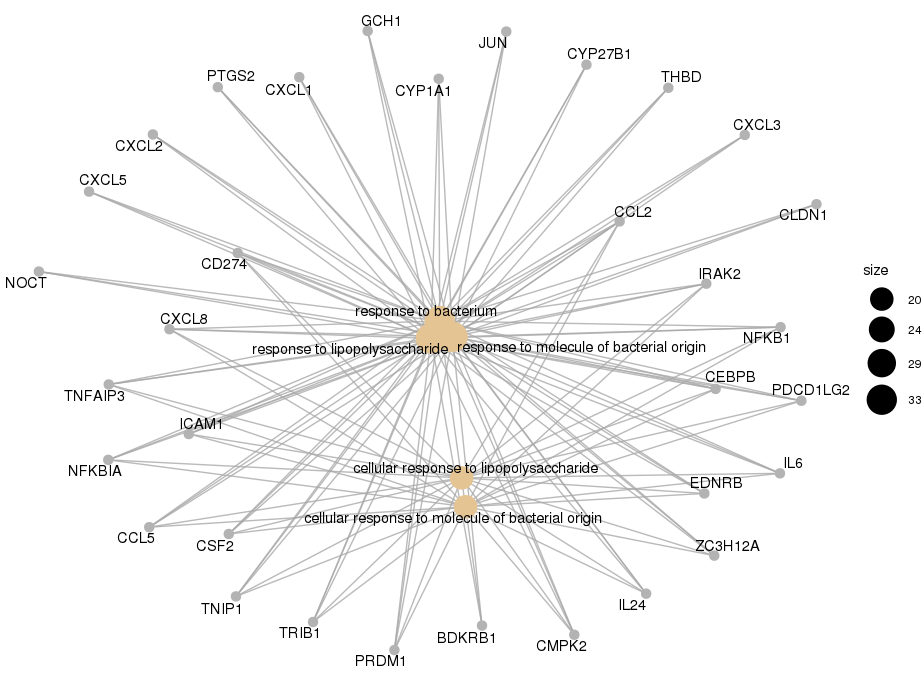 GCH1
JUN
CYP27B1
PTGS2
CXCL1
CYP1A1
THBD
CXCL2
CXCL3
CXCL5
CCL2
CLDN1
CD274
NOCT
IRAK2
size
20
24
29
33
response to bacterium
CXCL8
NFKB1
response to lipopolysaccharide
response to molecule of bacterial origin
CEBPB
PDCD1LG2
TNFAIP3
ICAM1
NFKBIA
cellular response to lipopolysaccharide
IL6
EDNRB
cellular response to molecule of bacterial origin
CCL5
CSF2
ZC3H12A
TNIP1
IL24
TRIB1
BDKRB1
CMPK2
PRDM1